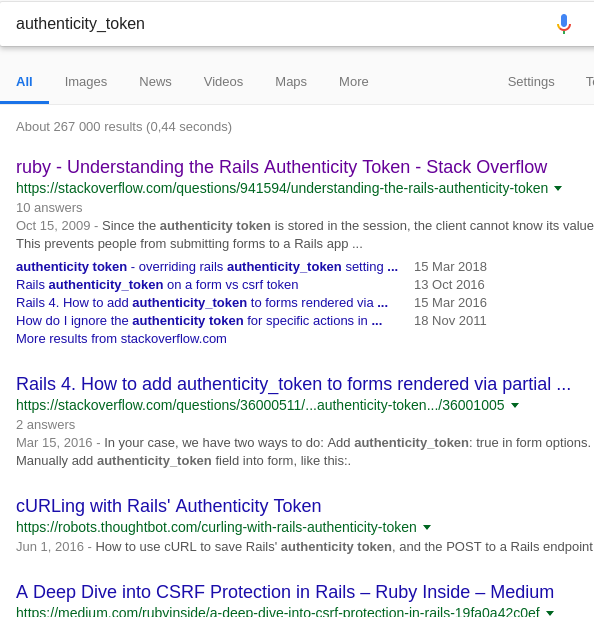 authenticity_token
All Images News Videos Maps More Settings
About 267 000 results (0,44 seconds)
ruby - Understanding the Rails Authenticity Token - Stack Overflow
https://stackoverflow.com/questions/941594/understanding-the-rails-authenticity-token
10 answers
Oct 15, 2009 - Since the authenticity token is stored in the session, the client cannot know its value
This prevents people from submitting forms to a Rails app ...
authenticity token - overriding rails authenticity_token setting ... 15 Mar 2018
Rails authenticity_token on a form vs csrf token 13 Oct 2016
Rails 4. How to add authenticity_token to forms rendered via ... 15 Mar 2016
How do I ignore the authenticity token for specific actions in ... 18 Nov 2011
More results from stackoverflow.com
Rails 4. How to add authenticity_token to forms rendered via partial ...
https://stackoverflow.com/questions/36000511/...authenticity-token.../36001005
2 answers
Mar 15, 2016 - In your case, we have two ways to do: Add authenticity_token: true in form options.
Manually add authenticity_token field into form, like this:.
cURLing with Rails' Authenticity Token
https://robots.thoughtbot.com/curling-with-rails-authenticity-token
Jun 1, 2016 - How to use cURL to save Rails' authenticity token, and the POST to a Rails endpoint
A Deep Dive into CSRF Protection in Rails – Ruby Inside – Medium
https://medium.com/rubyinside/a-deep-dive-into-csrf-protection-in-rails-19fa0a42c0ef